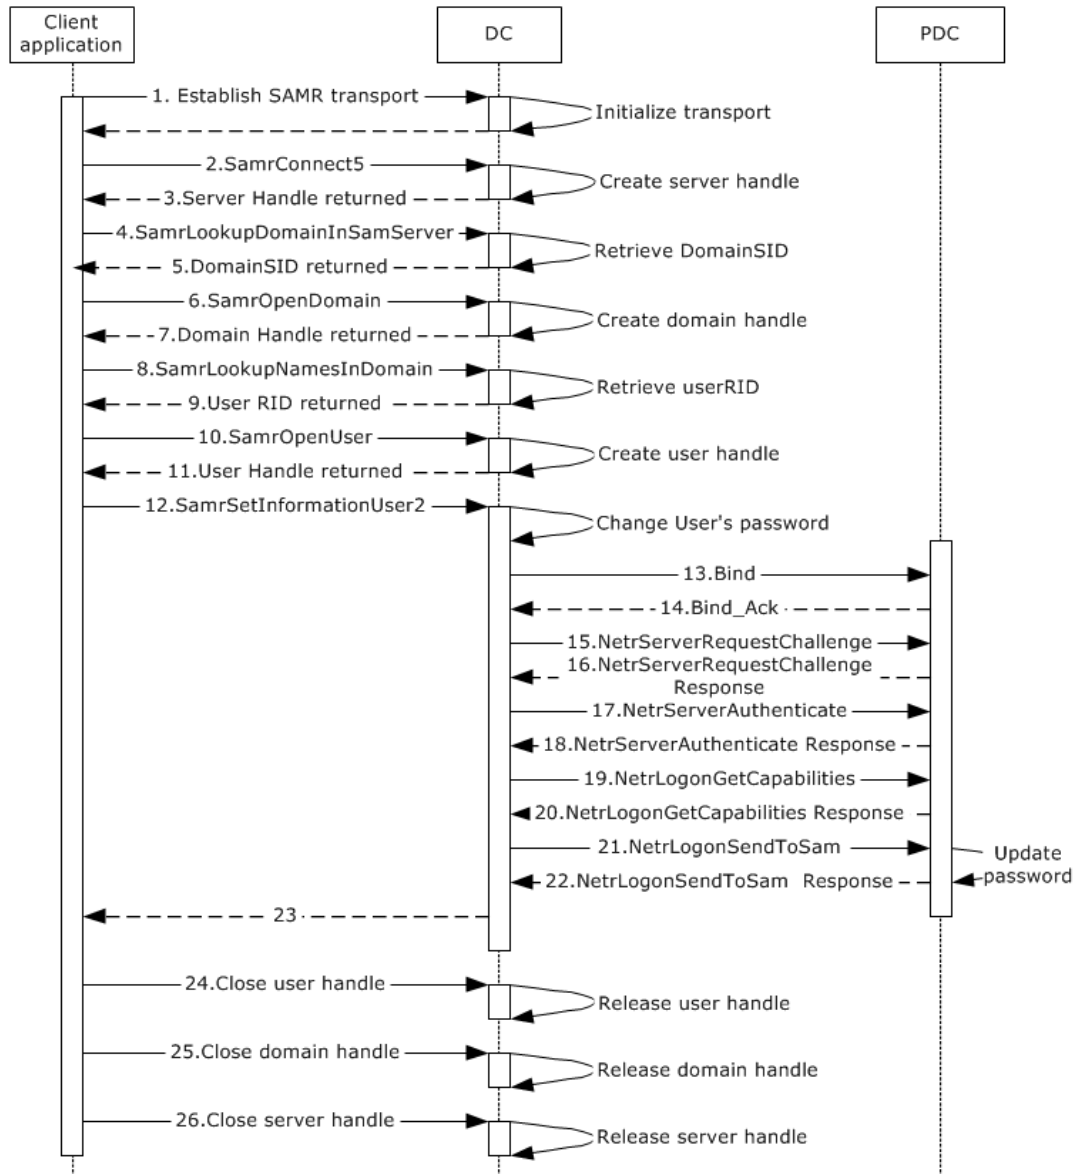 Client
application
DC
PDC
1. Establish SAMR transport
Initialize transport
2.SamrConnect5
Create server handle
3.Server Handle returned
4.SamrLookupDomainInSamServer
Retrieve DomainSID
5.DomainSID returned
6.SamrOpenDomain
Create domain handle
7.Domain Handle returned
8.SamrLookupNamesInDomain
Retrieve userRID
9.User RID returned
10.SamrOpenUser
Create user handle
11.User Handle returned
12.SamrSetInformationUser2
Change User's password
13.Bind
14.Bind_Ack
15.NetrServerRequestChallenge
16.NetrServerRequestChallenge
Response
17.NetrServerAuthenticate
18.NetrServerAuthenticate Response
19.NetrLogonGetCapabilities
20.NetrLogonGetCapabilities Response
21.NetrLogonSendToSam
Update
password
22.NetrLogonSendToSam Response
23
24.Close user handle
Release user handle
25.Close domain handle
Release domain handle
26.Close server handle
Release server handle